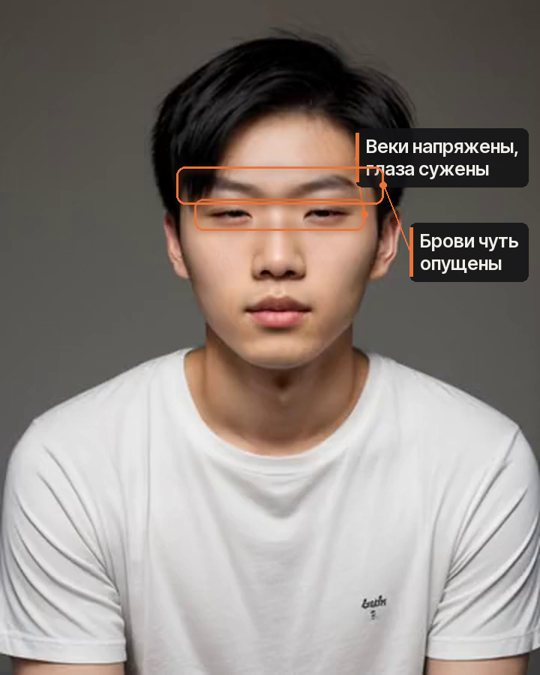 Веки напряжены,
глаза сужены
Брови чуть
опущены